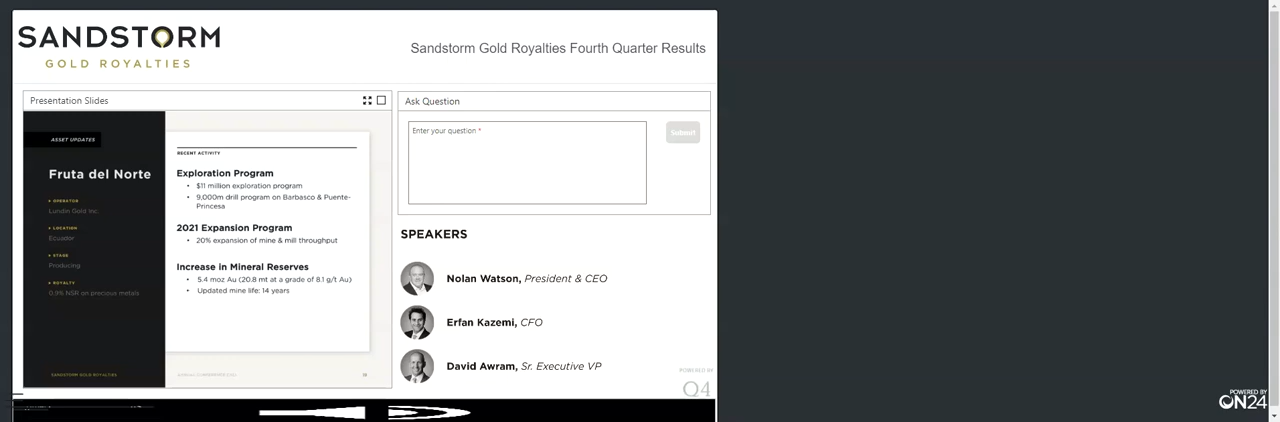 SANDSTORM
GOLD ROYALTIES
Sandstorm Gold Royalties Fourth Quarter Results
Presentation Slides
ASSET UPDATES
Fruta del Norte
OPERATOR
Lundin Gold Inc.
LOCATION
Ecuador
STAGE
Producing
ROYALTY
0.9% NSR on precious metals
SANDSTORM GOLD ROYALTIES
RECENT ACTIVITY
Exploration Program
• $11 million exploration program
• 9,000m drill program on Barbasco & Puente-
Princesa
2021 Expansion Program
• 20% expansion of mine & mill throughput
Increase in Mineral Reserves
• 5.4 moz Au (20.8 mt at a grade of 8.1 g/t Au)
• Updated mine life: 14 years
Ask Question
Enter your question *
Submit
SPEAKERS
Nolan Watson, President & CEO
Erfan Kazemi, CFO
David Awram, Sr. Executive VP
POWERED BY
Q4
POWERED BY
ON24